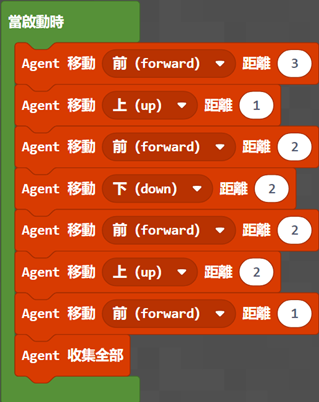 當啟動時
Agent 移動 前 (forward) 距離 3
Agent 移動 上 (up) 距離 1
Agent 移動 前 (forward) 距離 2
Agent 移動 下 (down) 距離 2
Agent 移動 前 (forward) 距離 2
Agent 移動 上 (up) 距離 2
Agent 移動 前 (forward) 距離 1
Agent 收集全部